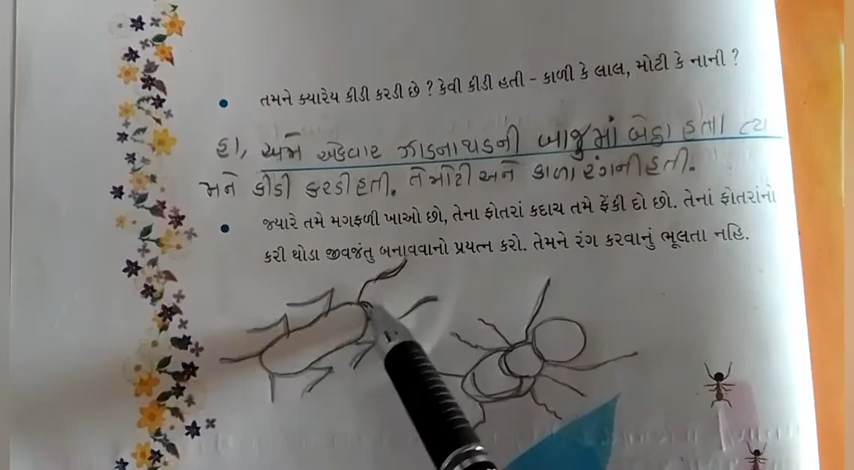 તમને ક્યારેય કીડી કરડી છે ? કેવી કીડી હતી - કાળી કે લાલ, મોટી કે નાની ?
હા, અમે એકવાર ઝાડનાથડની બાજુમાં બેઠા હતા ત્ય
મને કીડી કરડી હતી. તે મોટી અને કાળા રંગની હતી.
જ્યારે તમે મગફળી ખાઓ છો, તેના ફોતરાં કદાચ તમે ફેંકી દો છો. તેનાં ફોતરાંનો
કરી થોડા જીવજંતુ બનાવવાનો પ્રયત્ન કરો. તેમને રંગ કરવાનું ભૂલતા નહિ.